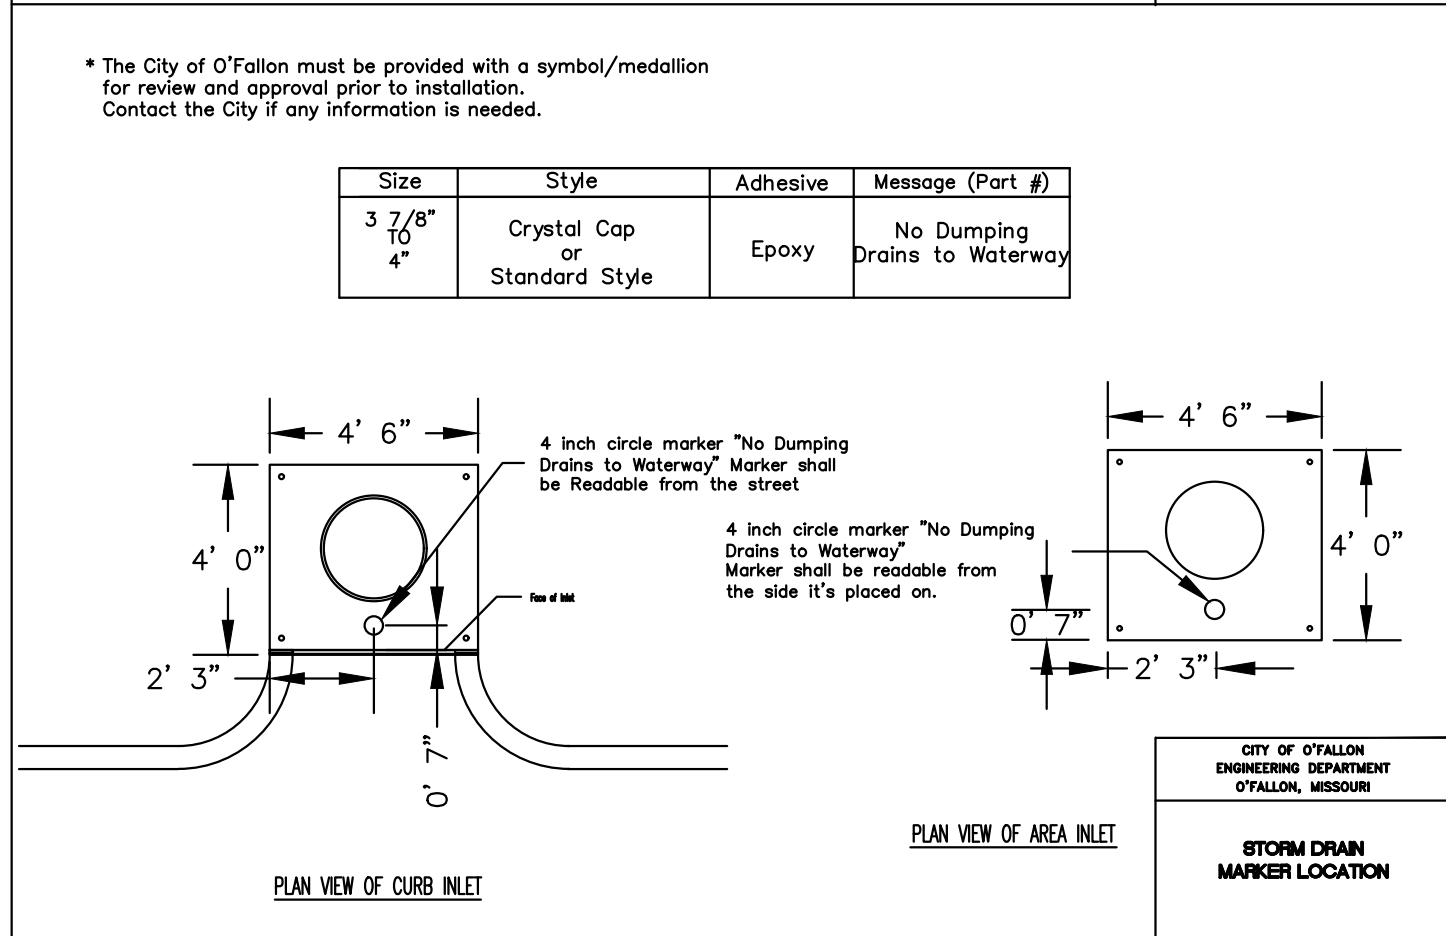 * The City of O'Fallon must be provided with a symbol/medallion
for review and approval prior to installation.
Contact the City if any information is needed.
Size Style Adhesive Message (Part #)
3 7/8"
TO
4"
Crystal Cap
or
Standard Style
Epoxy
No Dumping
Drains to Waterway
4' 6"
4' 0"
2' 3"
0' 7"
4 inch circle marker "No Dumping
Drains to Waterway" Marker shall
be Readable from the street
Face of Inlet
PLAN VIEW OF CURB INLET
4' 6"
4' 0"
4 inch circle marker "No Dumping
Drains to Waterway"
Marker shall be readable from
the side it's placed on.
0' 7"
2' 3"
PLAN VIEW OF AREA INLET
CITY OF O'FALLON
ENGINEERING DEPARTMENT
O'FALLON, MISSOURI
STORM DRAIN
MARKER LOCATION